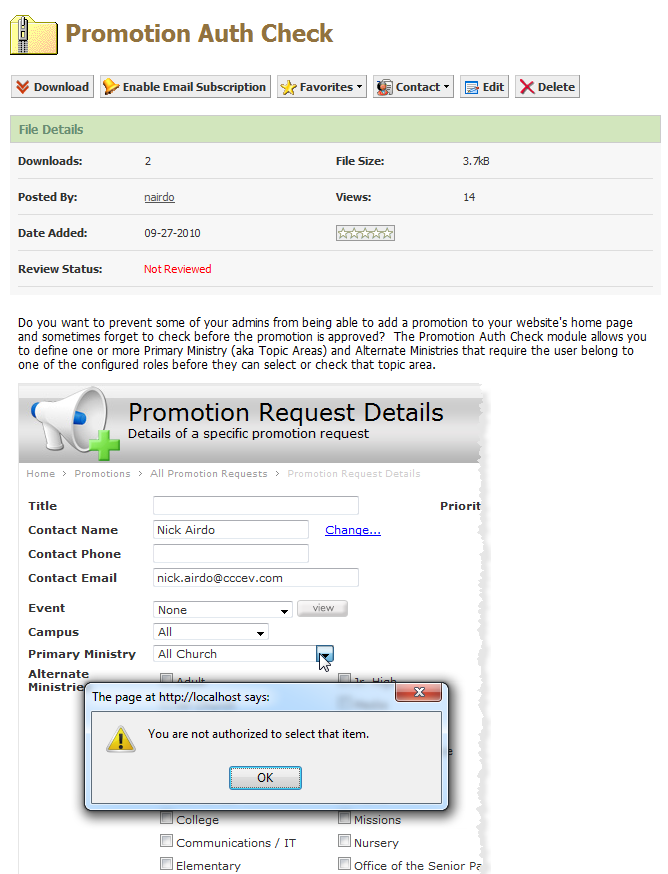 Promotion Auth Check
Download Enable Email Subscription Favorites Contact Edit Delete
File Details
Downloads: 2 File Size: 3.7kB
Posted By: nairdo Views: 14
Date Added: 09-27-2010
Review Status: Not Reviewed
Do you want to prevent some of your admins from being able to add a promotion to your website's home page
and sometimes forget to check before the promotion is approved? The Promotion Auth Check module allows you
to define one or more Primary Ministry (aka Topic Areas) and Alternate Ministries that require the user belong to
one of the configured roles before they can select or check that topic area.
Promotion Request Details
Details of a specific promotion request
Home > Promotions > All Promotion Requests > Promotion Request Details
Title Priorit
Contact Name Nick Airdo Change...
Contact Phone
Contact Email nick.airdo@cccev.com
Event None view
Campus All
Primary Ministry All Church
Alternate Adult Jr. High
Ministries
The page at http://localhost says:
You are not authorized to select that item.
OK
College Missions
Communications / IT Nursery
Elementary Office of the Senior Pa